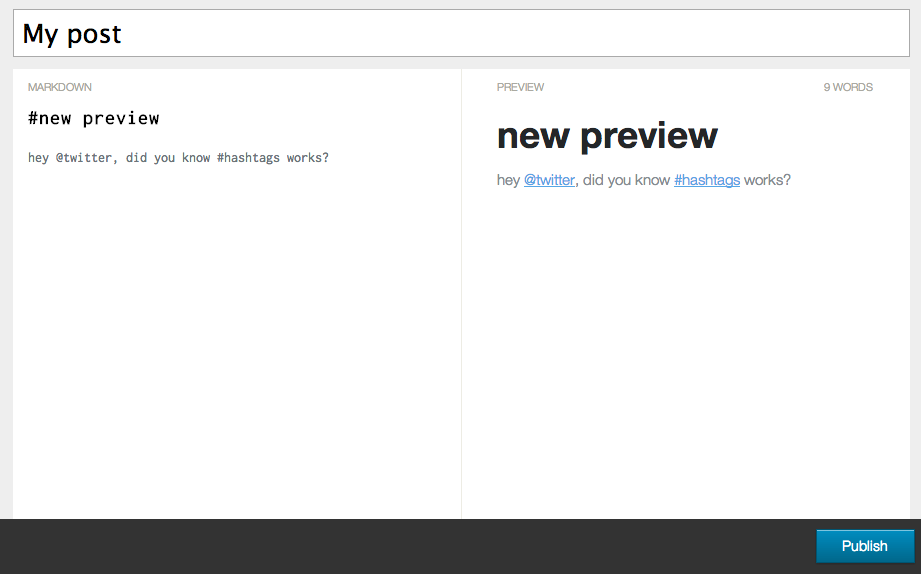 My post
MARKDOWN
#new preview
hey @twitter, did you know #hashtags works?
PREVIEW
9 WORDS
new preview
hey @twitter, did you know #hashtags works?
Publish